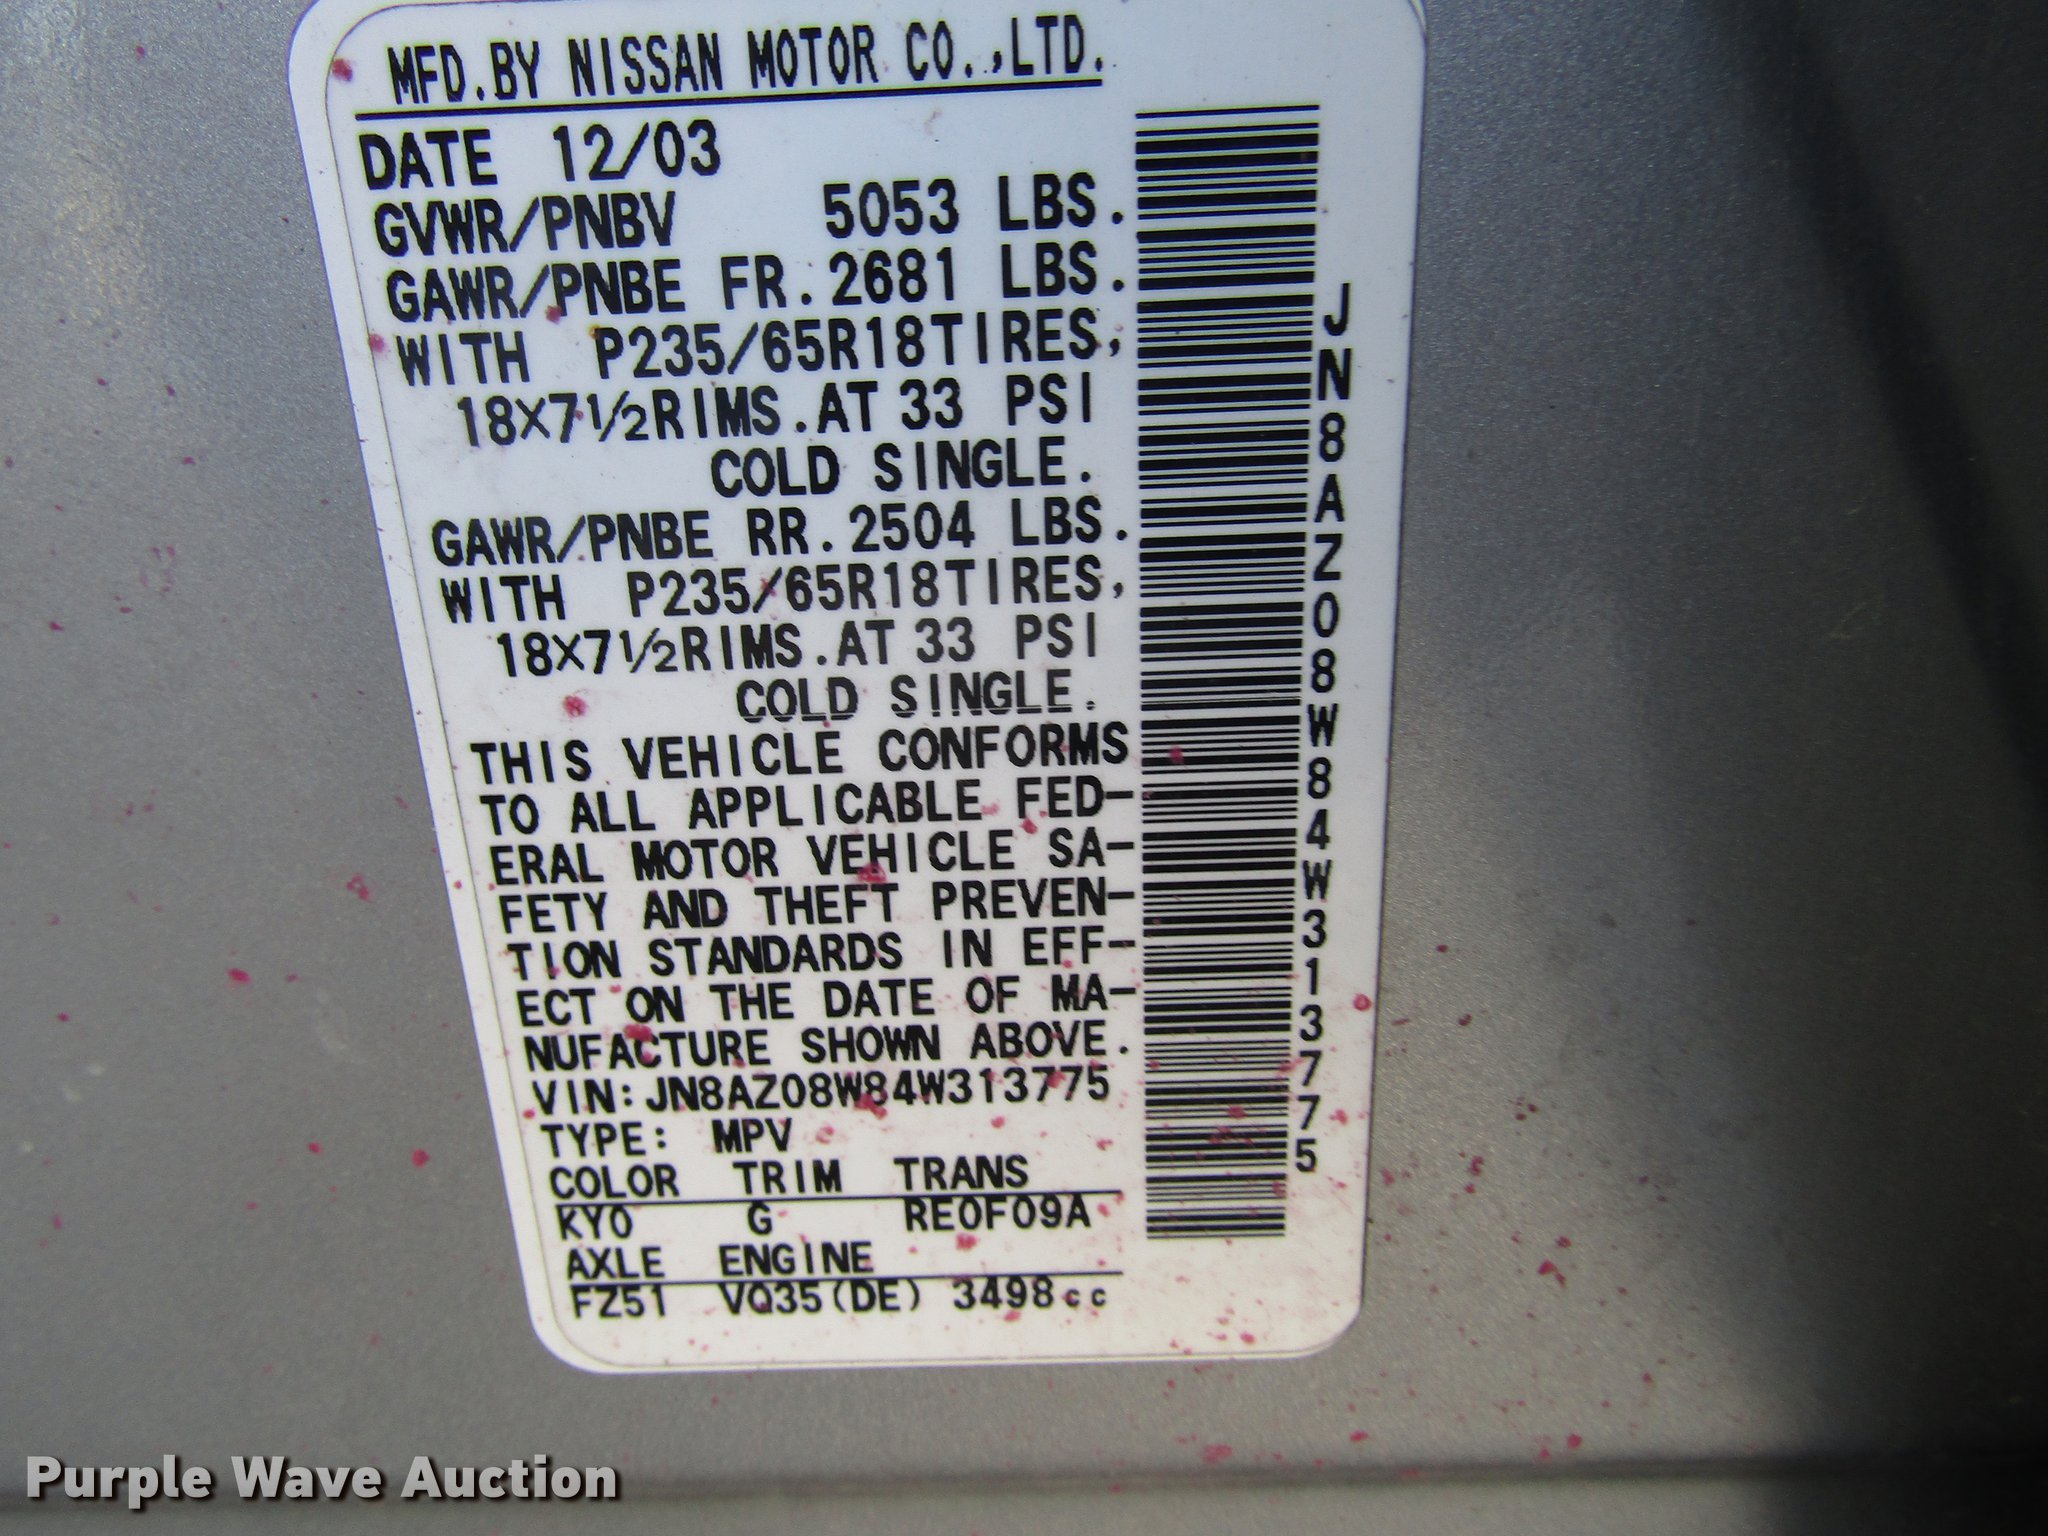 MFD.BY NISSAN MOTOR CO.,LTD.
DATE 12/03
GVWR/PNBV 5053 LBS.
GAWR/PNBE FR.2681 LBS.
WITH P235/65R18TIRES,
18×7½RIMS.AT 33 PSI
COLD SINGLE.
GAWR/PNBE RR.2504 LBS.
WITH P235/65R18TIRES,
18×7½RIMS.AT 33 PSI
COLD SINGLE.
THIS VEHICLE CONFORMS
TO ALL APPLICABLE FED-
ERAL MOTOR VEHICLE SA-
FETY AND THEFT PREVEN-
TION STANDARDS IN EFF-
ECT ON THE DATE OF MA-
NUFACTURE SHOWN ABOVE.
VIN:JN8AZ08W84W313775
TYPE: MPV
COLOR TRIM TRANS
KY0 G RE0F09A
AXLE ENGINE
FZ51 VQ35(DE) 3498cc
JN8AZ08W84W313775
Purple Wave Auction